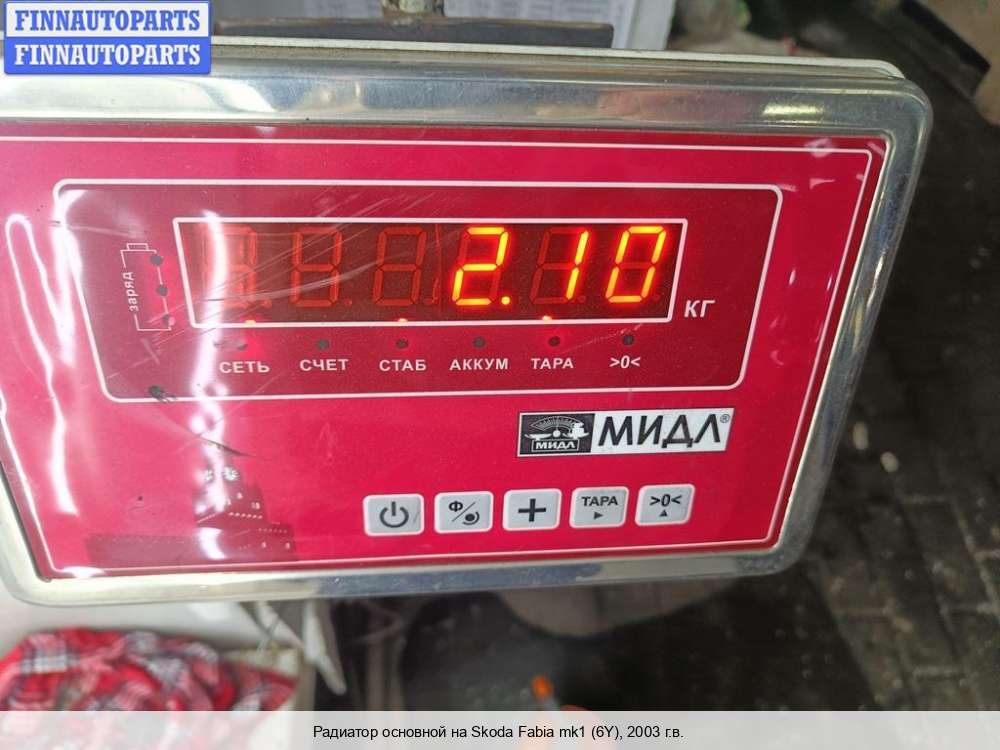 FINNAUTOPARTS
FINNAUTOPARTS
заряд
2.10
КГ
СЕТЬ СЧЕТ СТАБ АККУМ ТАРА >0<
МИДЛ МИДЛ®
Ф + ТАРА >0<
Радиатор основной на Skoda Fabia mk1 (6Y), 2003 г.в.